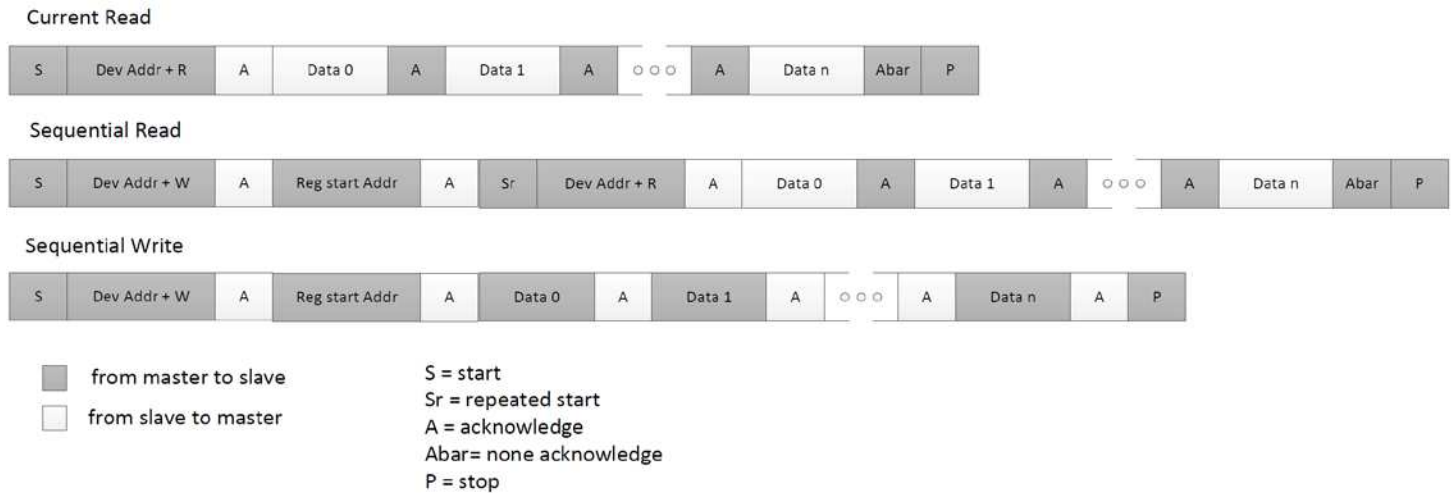 Current Read
S Dev Addr + R A Data 0 A Data 1 A ○○○ A Data n Abar P
Sequential Read
S Dev Addr + W A Reg start Addr A Sr Dev Addr + R A Data 0 A Data 1 A ○○○ A Data n Abar P
Sequential Write
S Dev Addr + W A Reg start Addr A Data 0 A Data 1 A ○○○ A Data n A P
from master to slave
from slave to master
S = start
Sr = repeated start
A = acknowledge
Abar= none acknowledge
P = stop